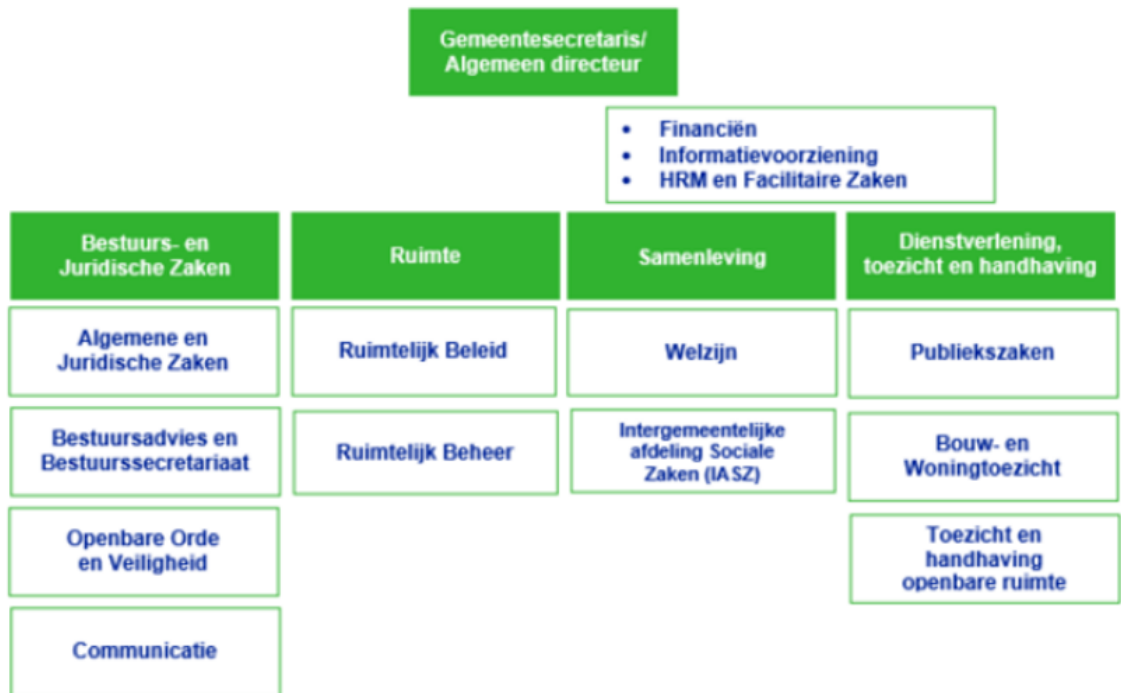 Gemeentesecretaris/
Algemeen directeur
• Financiën
• Informatievoorziening
• HRM en Facilitaire Zaken
Bestuurs- en
Juridische Zaken
Ruimte
Samenleving
Dienstverlening,
toezicht en handhaving
Algemene en
Juridische Zaken
Ruimtelijk Beleid
Welzijn
Publiekszaken
Bestuursadvies en
Bestuurssecretariaat
Ruimtelijk Beheer
Intergemeentelijke
afdeling Sociale
Zaken (IASZ)
Bouw- en
Woningtoezicht
Openbare Orde
en Veiligheid
Toezicht en
handhaving
openbare ruimte
Communicatie